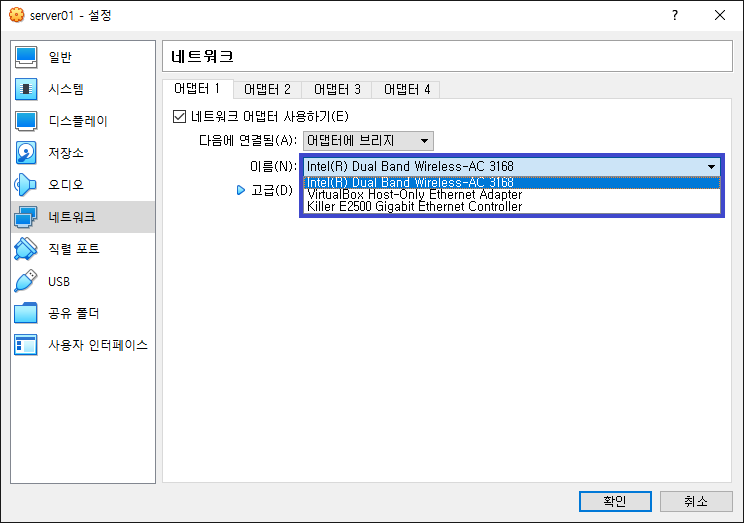 server01 - 설정
?
일반
시스템
디스플레이
저장소
오디오
네트워크
직렬 포트
USB
공유 폴더
사용자 인터페이스
네트워크
어댑터 1 어댑터 2 어댑터 3 어댑터 4
네트워크 어댑터 사용하기(E)
다음에 연결됨(A): 어댑터에 브리지
이름(N): Intel(R) Dual Band Wireless-AC 3168
Intel(R) Dual Band Wireless-AC 3168
VirtualBox Host-Only Ethernet Adapter
Killer E2500 Gigabit Ethernet Controller
고급(D)
확인 취소